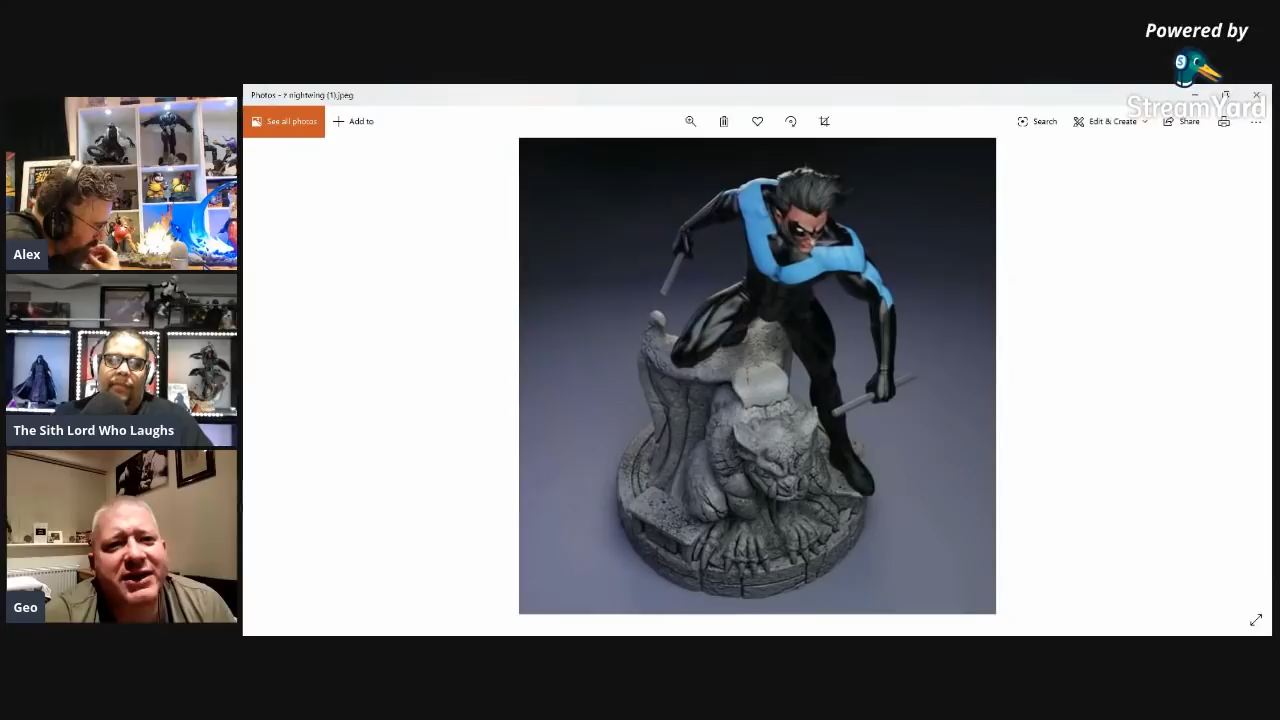 Powered by
StreamYard
Photos - z nightwing (1).jpeg
See all photos
Add to
Search
Edit & Create
Share
Alex
The Sith Lord Who Laughs
Geo